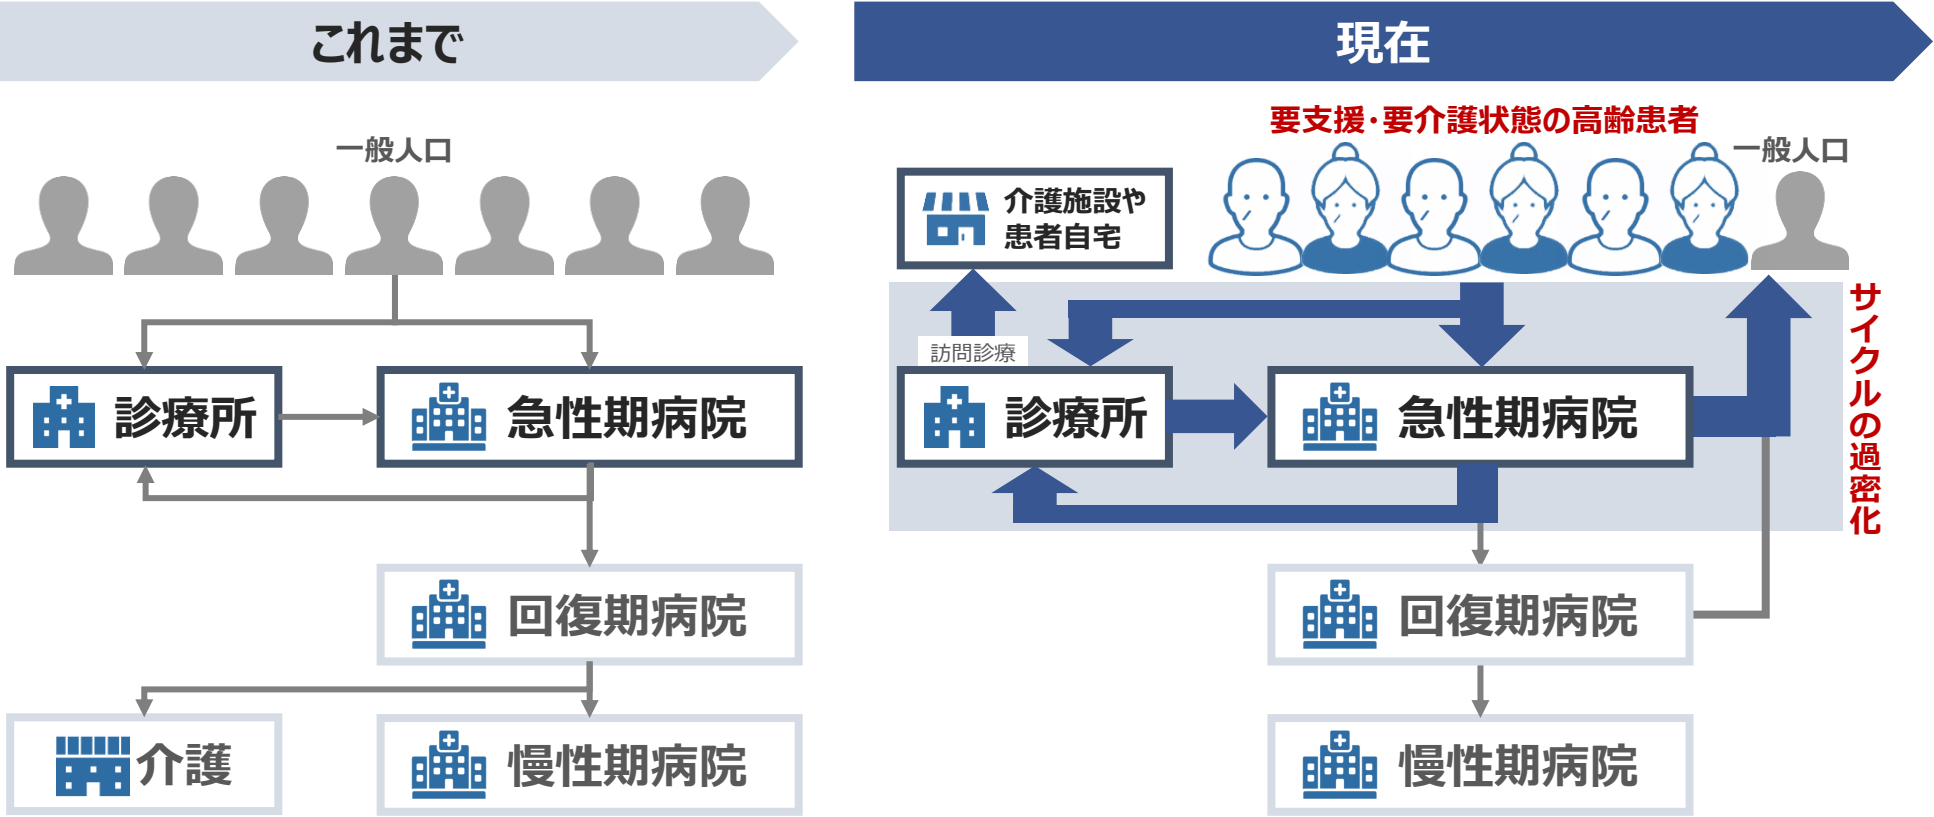 これまで
一般人口
診療所
急性期病院
回復期病院
介護
慢性期病院
現在
要支援・要介護状態の高齢患者
一般人口
介護施設や
患者自宅
訪問診療
診療所
急性期病院
サイクルの過密化
回復期病院
慢性期病院